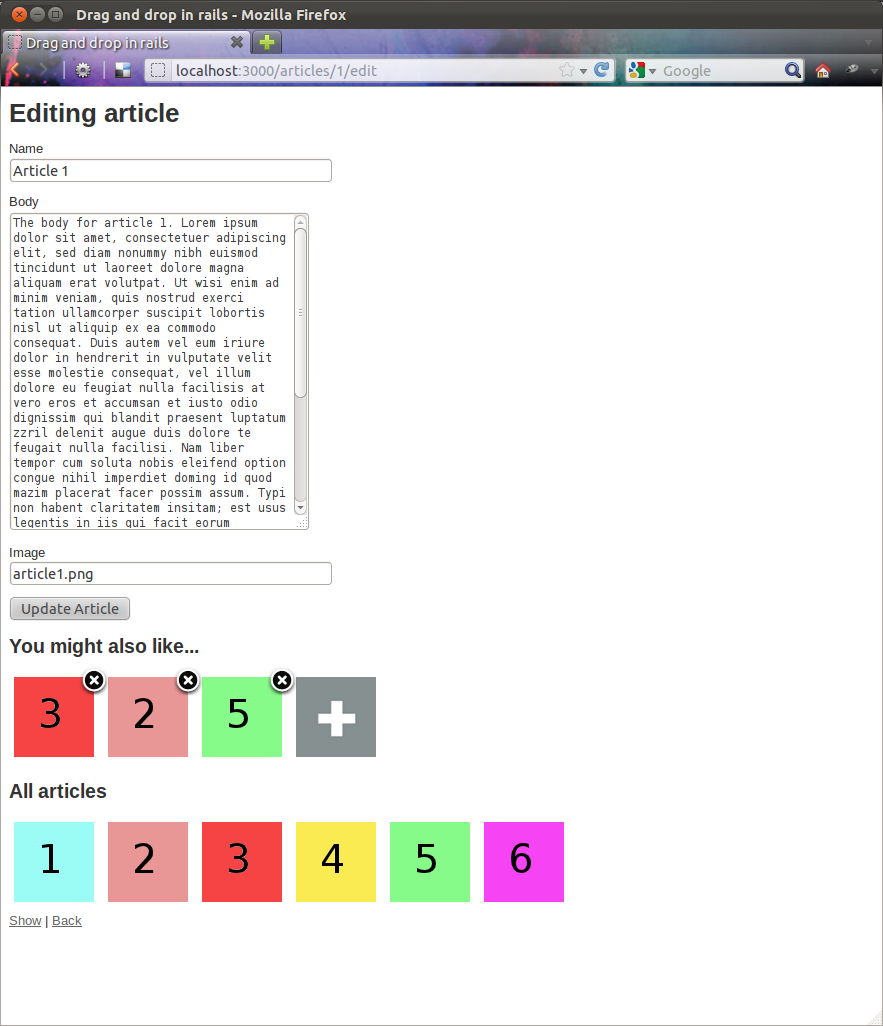 Drag and drop in rails - Mozilla Firefox
Drag and drop in rails
localhost:3000/articles/1/edit
Google
Editing article
Name
Article 1
Body
The body for article 1. Lorem ipsum
dolor sit amet, consectetuer adipiscing
elit, sed diam nonummy nibh euismod
tincidunt ut laoreet dolore magna
aliquam erat volutpat. Ut wisi enim ad
minim veniam, quis nostrud exerci
tation ullamcorper suscipit lobortis
nisl ut aliquip ex ea commodo
consequat. Duis autem vel eum iriure
dolor in hendrerit in vulputate velit
esse molestie consequat, vel illum
dolore eu feugiat nulla facilisis at
vero eros et accumsan et iusto odio
dignissim qui blandit praesent luptatum
zzril delenit augue duis dolore te
feugait nulla facilisi. Nam liber
tempor cum soluta nobis eleifend option
congue nihil imperdiet doming id quod
mazim placerat facer possim assum. Typi
non habent claritatem insitam; est usus
legentis in iis qui facit eorum
Image
article1.png
Update Article
You might also like...
3 2 5
All articles
1 2 3 4 5 6
Show | Back